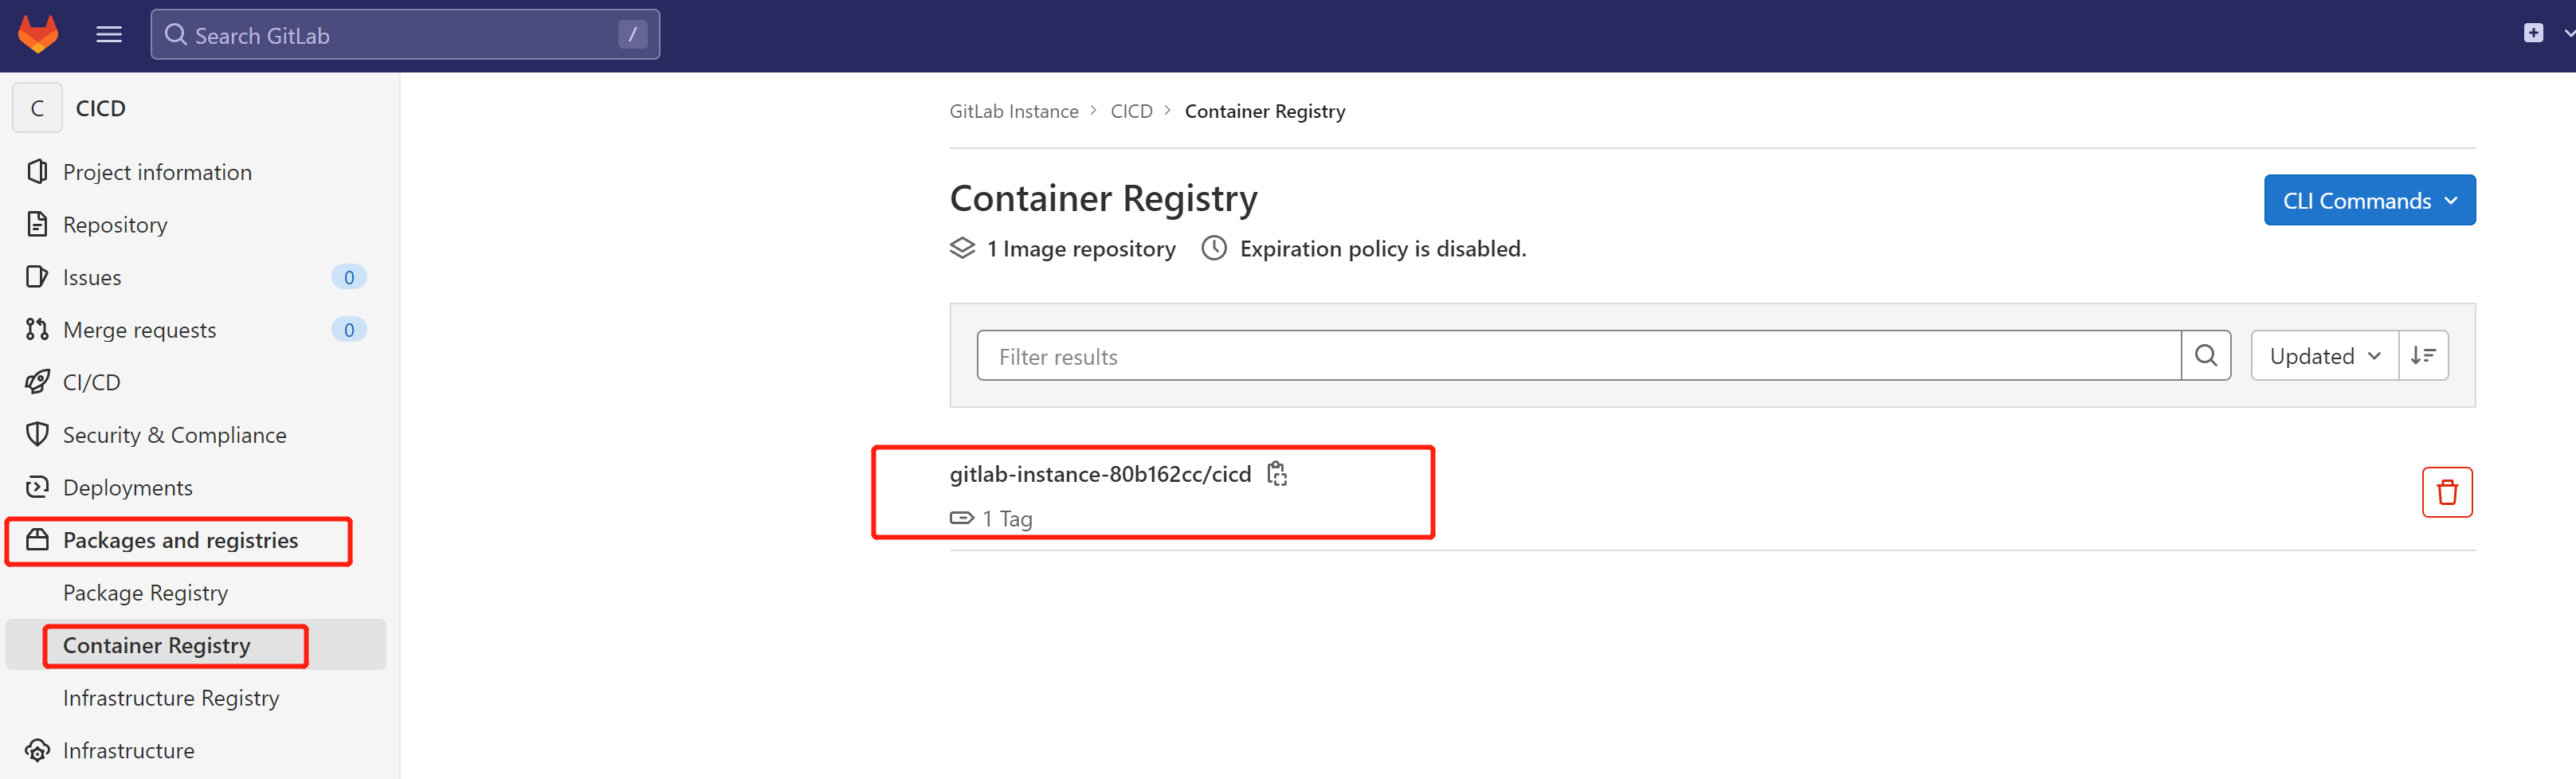 Search GitLab /
C CICD
Project information
Repository
Issues 0
Merge requests 0
CI/CD
Security & Compliance
Deployments
Packages and registries
Package Registry
Container Registry
Infrastructure Registry
Infrastructure
GitLab Instance > CICD > Container Registry
Container Registry
CLI Commands
1 Image repository Expiration policy is disabled.
Filter results
Updated
gitlab-instance-80b162cc/cicd
1 Tag